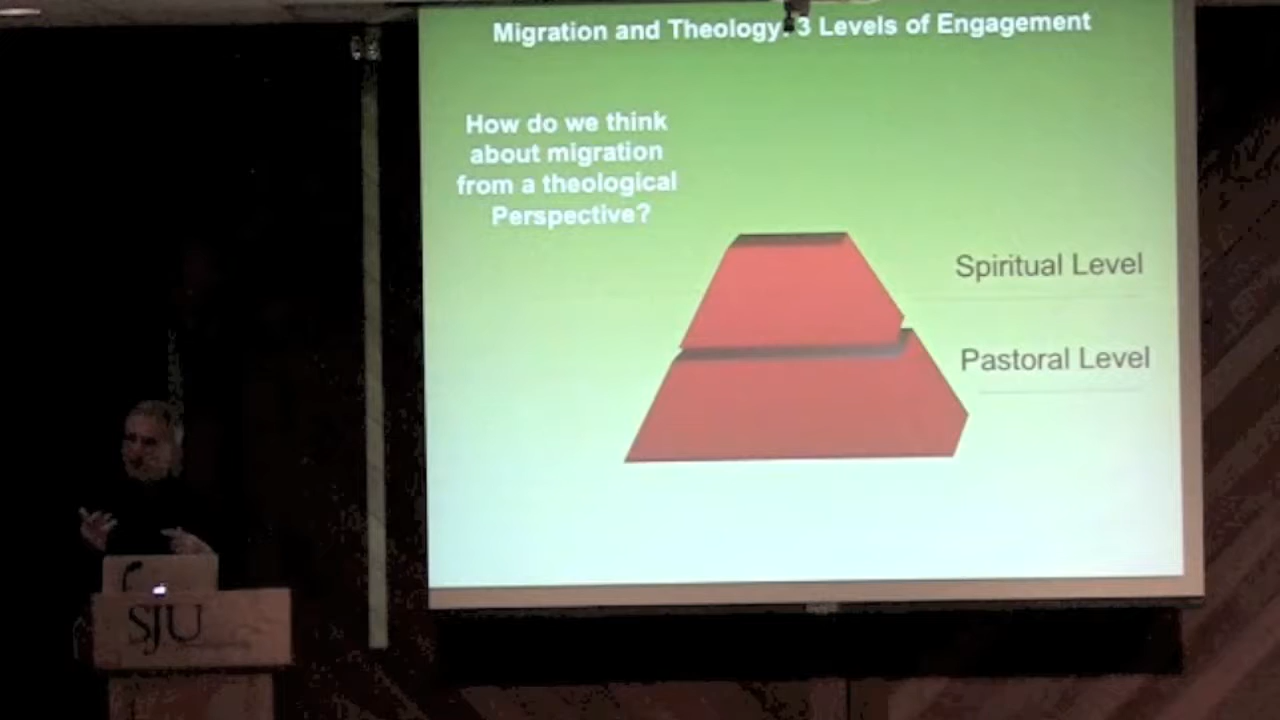 Migration and Theology: 3 Levels of Engagement
How do we think
about migration
from a theological
Perspective?
Spiritual Level
Pastoral Level
SJU